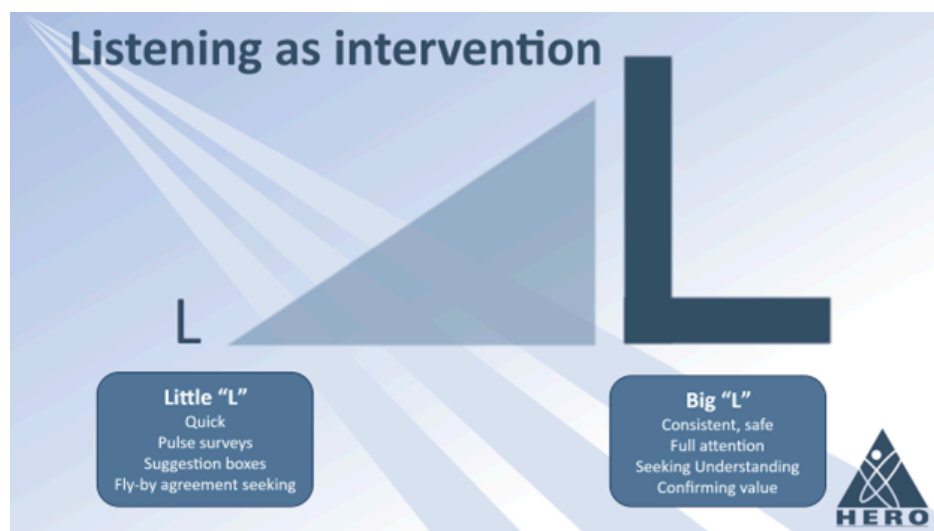 Listening as intervention
L
L
Little “L”
Quick
Pulse surveys
Suggestion boxes
Fly-by agreement seeking
Big “L”
Consistent, safe
Full attention
Seeking Understanding
Confirming value
HERO